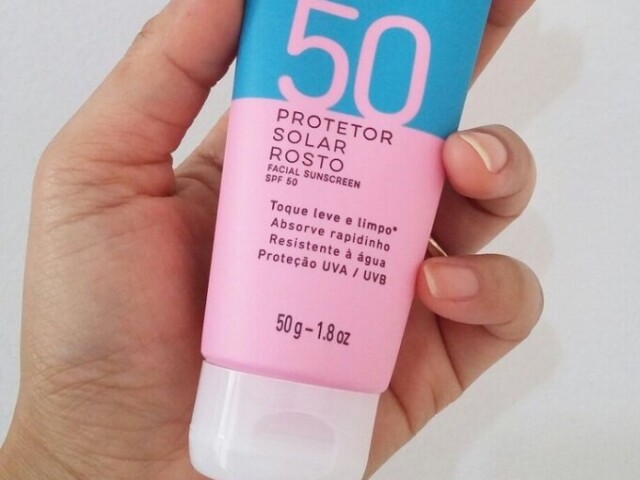 50
PROTETOR
SOLAR
ROSTO
FACIAL SUNSCREEN
SPF 50
Toque leve e limpo*
Absorve rapidinho
Resistente à água
Proteção UVA / UVB
50g-1.8 oz